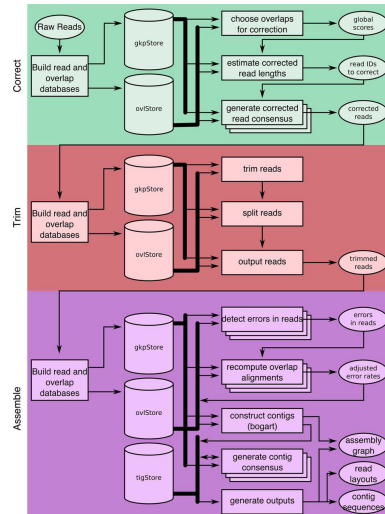 Correct
Raw Reads
Build read and
overlap
databases
gkpStore
ovlStore
choose overlaps
for correction
global
scores
estimate corrected
read lengths
read IDs
to correct
generate corrected
read consensus
corrected
reads
Trim
Build read and
overlap
databases
gkpStore
ovlStore
trim reads
split reads
output reads
trimmed
reads
Assemble
Build read and
overlap
databases
gkpStore
ovlStore
tigStore
detect errors in reads
errors
in reads
recompute overlap
alignments
adjusted
error rates
construct contigs
(bogart)
assembly
graph
generate contig
consensus
read
layouts
generate outputs
contig
sequences